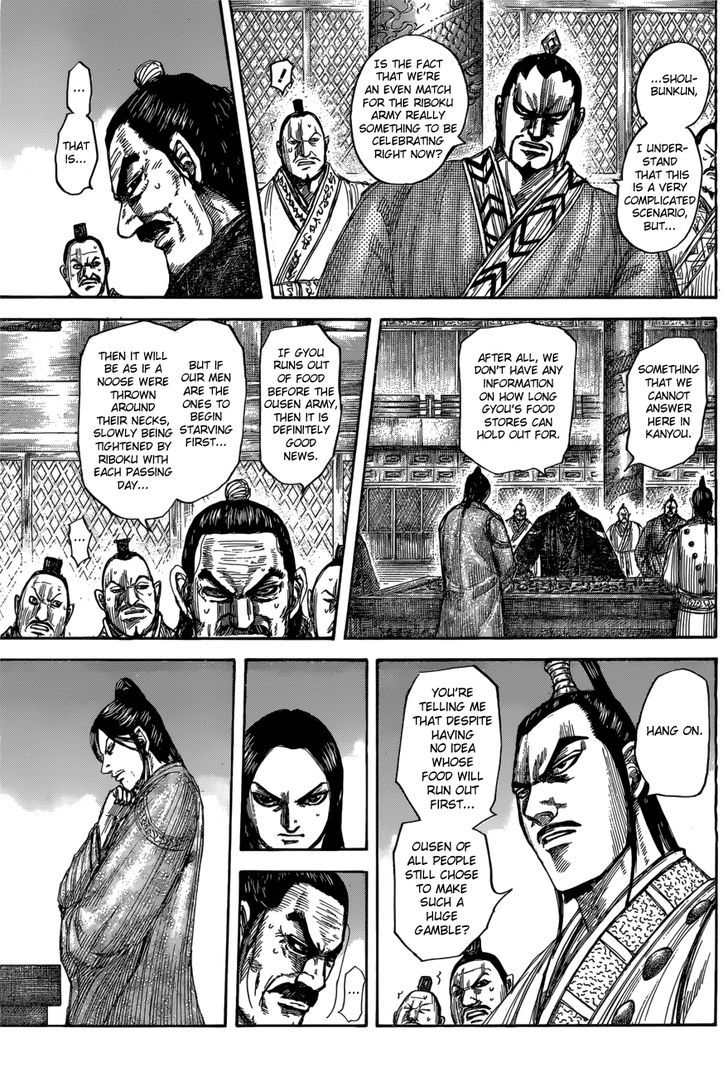 ...SHOU-
BUNKUN,
I UNDER-
STAND THAT
THIS
IS A VERY
COMPLICATED
SCENARIO,
BUT...
IS THE FACT
THAT WE'RE
AN EVEN MATCH
FOR THE RIBOKU
ARMY REALLY
SOMETHING TO BE
CELEBRATING
RIGHT NOW?
!
...
THAT
IS...
SOMETHING
THAT WE
CANNOT
ANSWER
HERE IN
KANYOU.
AFTER ALL, WE
DON'T HAVE ANY
INFORMATION
ON HOW LONG
GYOU'S FOOD
STORES CAN
HOLD OUT FOR.
IF GYOU
RUNS OUT
OF FOOD
BEFORE THE
OUSEN ARMY,
THEN IT IS
DEFINITELY
GOOD
NEWS.
BUT IF
OUR MEN
ARE THE
ONES TO
BEGIN
STARVING
FIRST...
THEN IT WILL
BE AS IF A
NOOSE WERE
THROWN
AROUND
THEIR NECKS,
SLOWLY BEING
TIGHTENED BY
RIBOKU WITH
EACH PASSING
DAY...
...
...
HANG ON.
YOU'RE
TELLING ME
THAT DESPITE
HAVING
NO IDEA
WHOSE
FOOD WILL
RUN OUT
FIRST...
OUSEN OF
ALL PEOPLE
STILL CHOSE
TO MAKE
SUCH A
HUGE
GAMBLE?
...